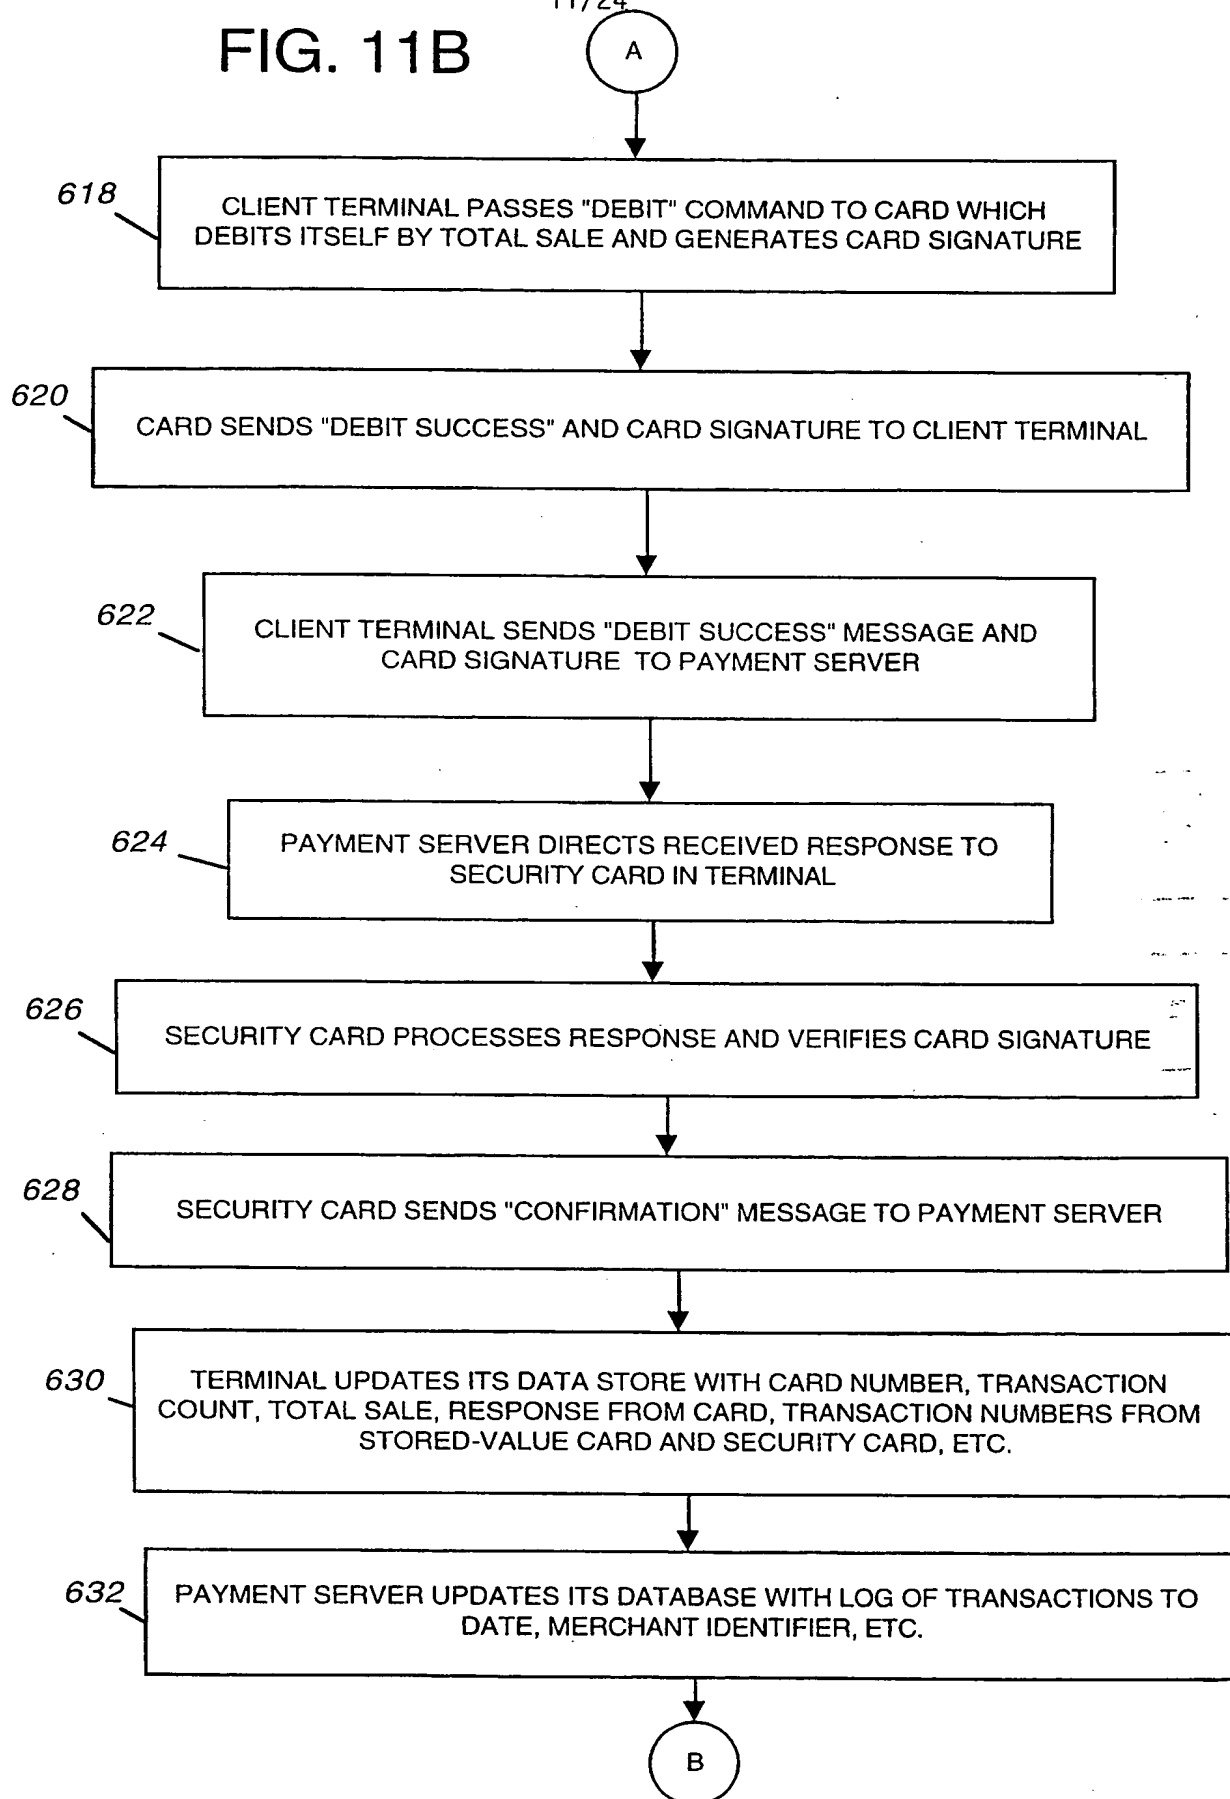 11/24
FIG. 11B
A
618
CLIENT TERMINAL PASSES "DEBIT" COMMAND TO CARD WHICH
DEBITS ITSELF BY TOTAL SALE AND GENERATES CARD SIGNATURE
620
CARD SENDS "DEBIT SUCCESS" AND CARD SIGNATURE TO CLIENT TERMINAL
622
CLIENT TERMINAL SENDS "DEBIT SUCCESS" MESSAGE AND
CARD SIGNATURE TO PAYMENT SERVER
624
PAYMENT SERVER DIRECTS RECEIVED RESPONSE TO
SECURITY CARD IN TERMINAL
626
SECURITY CARD PROCESSES RESPONSE AND VERIFIES CARD SIGNATURE
628
SECURITY CARD SENDS "CONFIRMATION" MESSAGE TO PAYMENT SERVER
630
TERMINAL UPDATES ITS DATA STORE WITH CARD NUMBER, TRANSACTION
COUNT, TOTAL SALE, RESPONSE FROM CARD, TRANSACTION NUMBERS FROM
STORED-VALUE CARD AND SECURITY CARD, ETC.
632
PAYMENT SERVER UPDATES ITS DATABASE WITH LOG OF TRANSACTIONS TO
DATE, MERCHANT IDENTIFIER, ETC.
B